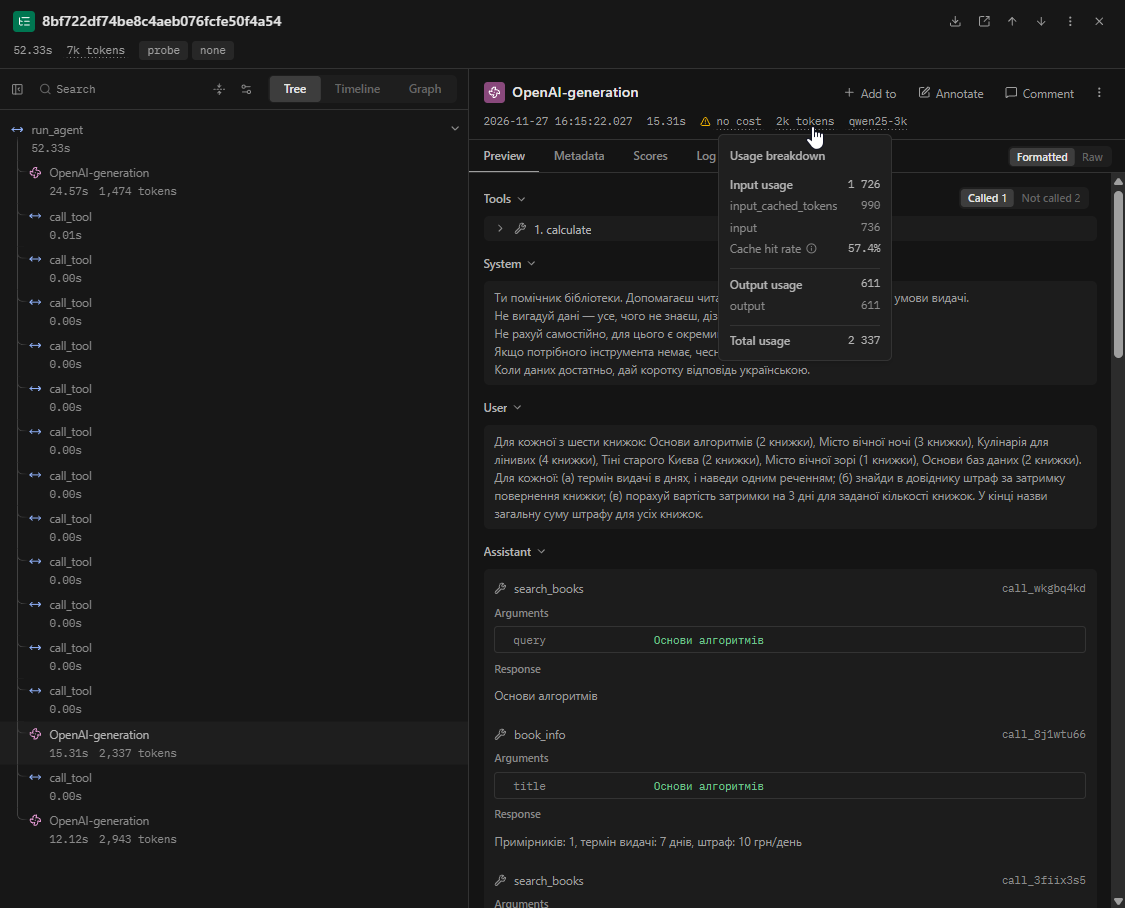 8bf722df74be8c4aeb076fcfe50f4a54
52.33s 7k tokens probe none
Search Tree Timeline Graph
run_agent
52.33s
OpenAI-generation
24.57s 1,474 tokens
call_tool
0.01s
call_tool
0.00s
call_tool
0.00s
call_tool
0.00s
call_tool
0.00s
call_tool
0.00s
call_tool
0.00s
call_tool
0.00s
call_tool
0.00s
call_tool
0.00s
call_tool
0.00s
call_tool
0.00s
OpenAI-generation
15.31s 2,337 tokens
call_tool
0.00s
OpenAI-generation
12.12s 2,943 tokens
OpenAI-generation
Add to Annotate Comment
2026-11-27 16:15:22.027 15.31s no cost 2k tokens qwen25-3k
Preview Metadata Scores Log
Formatted Raw
Usage breakdown
Input usage 1 726
input_cached_tokens 990
input 736
Cache hit rate 57.4%
Output usage 611
output 611
Total usage 2 337
Tools
Called 1 Not called 2
1. calculate
System
Ти помічник бібліотеки. Допомагаєш умови видачі.
Не вигадуй дані — усе, чого не знаєш,
Не рахуй самостійно, для цього є
Якщо потрібного інструмента немає,
Коли даних достатньо, дай коротку відповідь українською.
User
Для кожної з шести книжок: Основи алгоритмів (2 книжки), Місто вічної ночі (3 книжки), Кулінарія для
лінивих (4 книжки), Тіні старого Києва (2 книжки), Місто вічної зорі (1 книжки), Основи баз даних (2 книжки).
Для кожної: (а) термін видачі в днях, і наведи одним реченням; (б) знайди в довіднику штраф за затримку
повернення книжки; (в) порахуй вартість затримки на 3 дні для заданої кількості книжок. У кінці назви
загальну суму штрафу для усіх книжок.
Assistant
search_books call_wkgbq4kd
Arguments
query Основи алгоритмів
Response
Основи алгоритмів
book_info call_8j1wtu66
Arguments
title Основи алгоритмів
Response
Примірників: 1, термін видачі: 7 днів, штраф: 10 грн/день
search_books call_3fiix3s5
Arguments